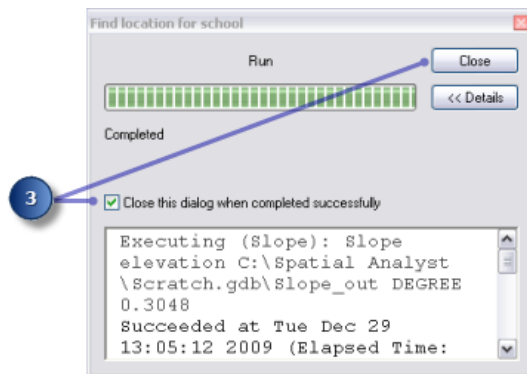 Find location for school
Run
Close
<< Details
Completed
3
Close this dialog when completed successfully
Executing (Slope): Slope
elevation C:\Spatial Analyst
\Scratch.gdb\Slope_out DEGREE
0.3048
Succeeded at Tue Dec 29
13:05:12 2009 (Elapsed Time: